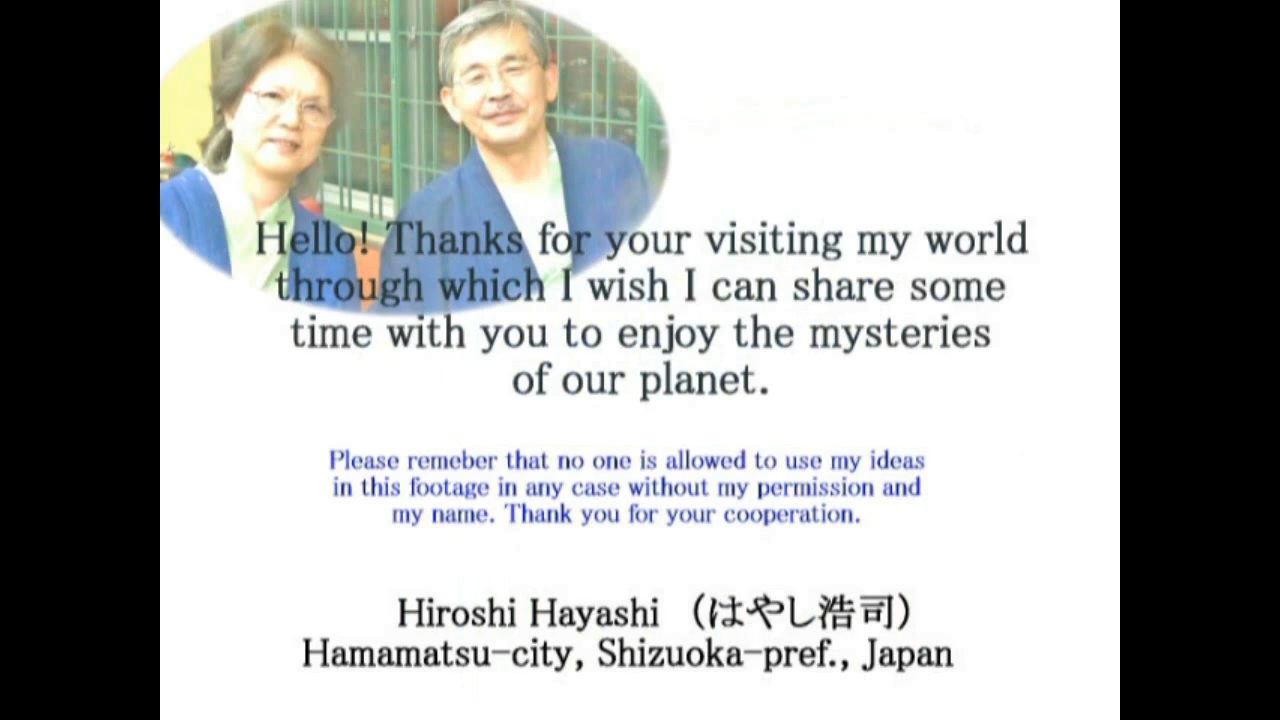 Hello! Thanks for your visiting my world
through which I wish I can share some
time with you to enjoy the mysteries
of our planet.
Please remeber that no one is allowed to use my ideas
in this footage in any case without my permission and
my name. Thank you for your cooperation.
Hiroshi Hayashi （はやし浩司）
Hamamatsu-city, Shizuoka-pref., Japan